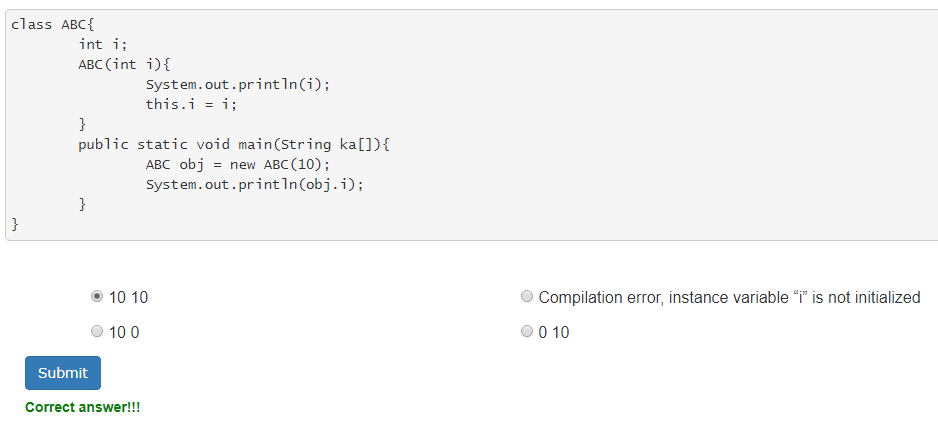 class ABC{
int i;
ABC(int i){
System.out.println(i);
this.i = i;
}
public static void main(String ka[]){
ABC obj = new ABC(10);
System.out.println(obj.i);
}
}
10 10
Compilation error, instance variable “i” is not initialized
10 0
0 10
Submit
Correct answer!!!